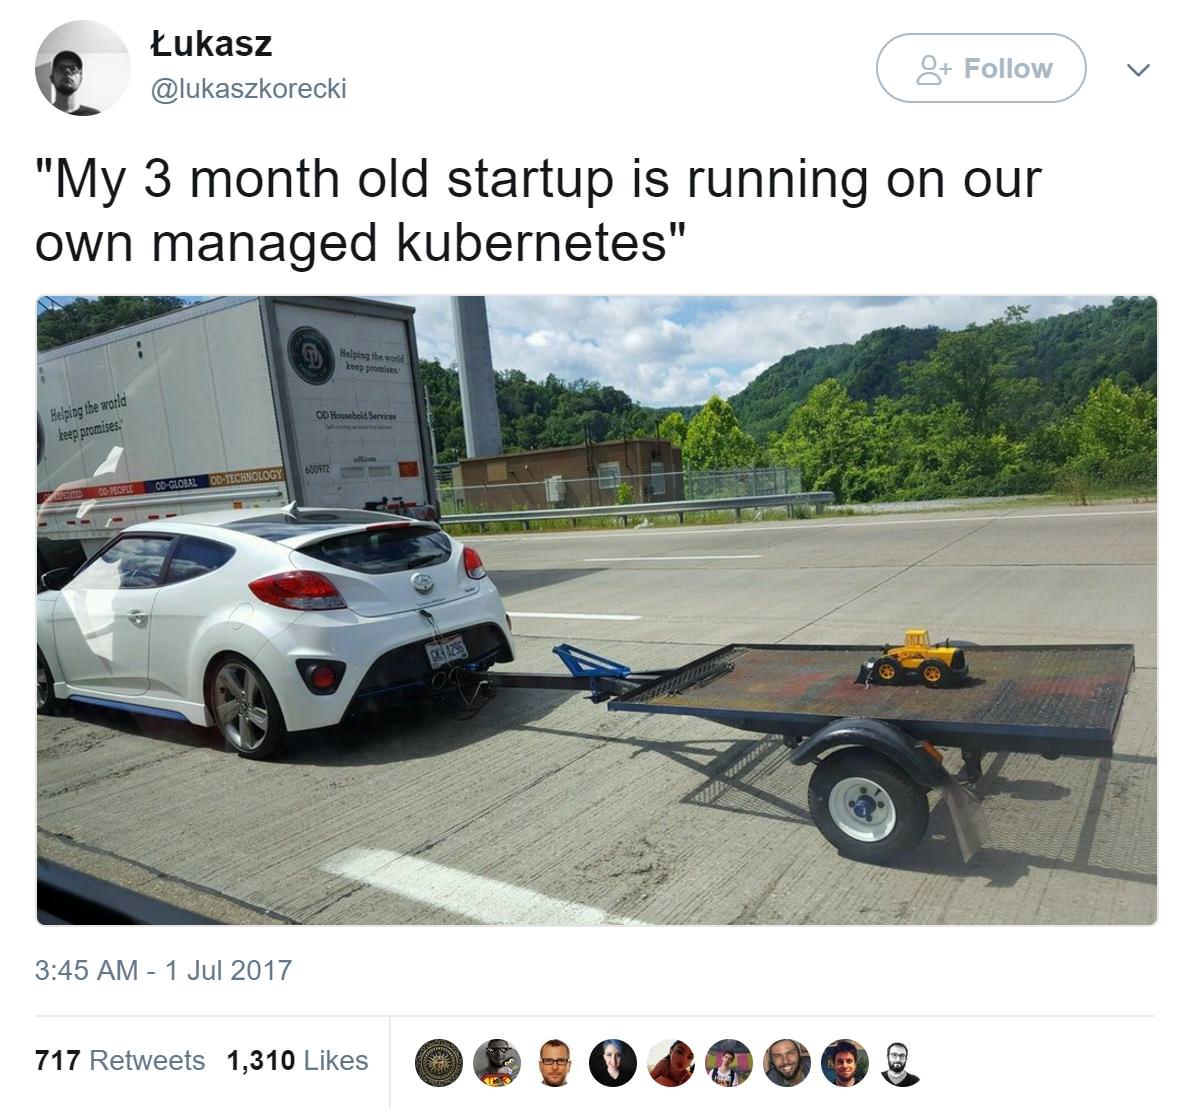 Łukasz
@lukaszkorecki
Follow
"My 3 month old startup is running on our
own managed kubernetes"
Helping the world
keep promises.
Helping the world
keep promises.
OD Household Services
600972
OD-PEOPLE
OD-GLOBAL
OD-TECHNOLOGY
3:45 AM - 1 Jul 2017
717 Retweets 1,310 Likes